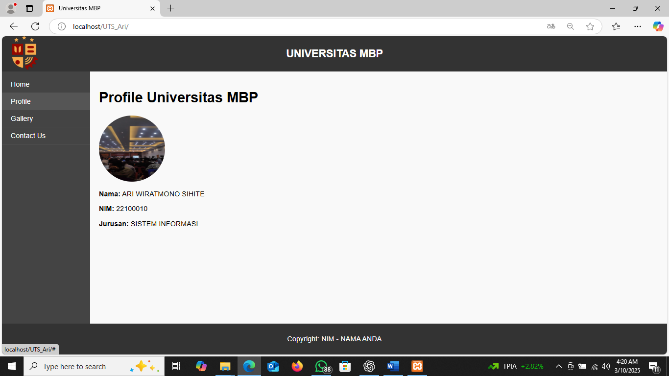 Universitas MBP
localhost/UTS_Ari/
UNIVERSITAS MBP
Home
Profile
Gallery
Contact Us
Profile Universitas MBP
Nama: ARI WIRATMONO SIHITE
NIM: 22100010
Jurusan: SISTEM INFORMASI
Copyright: NIM - NAMA ANDA
localhost/UTS_Ari/#
Type here to search
TPIA +2.02%
4:20 AM
3/10/2025